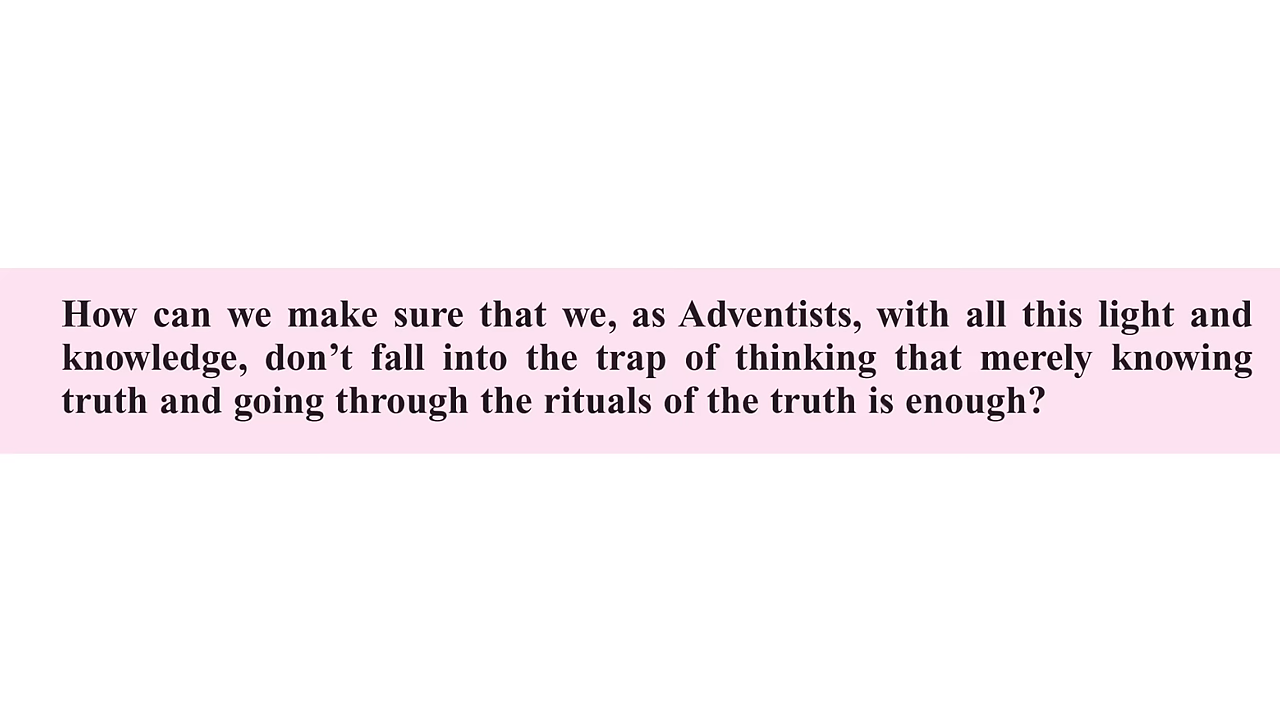 How can we make sure that we, as Adventists, with all this light and
knowledge, don’t fall into the trap of thinking that merely knowing
truth and going through the rituals of the truth is enough?